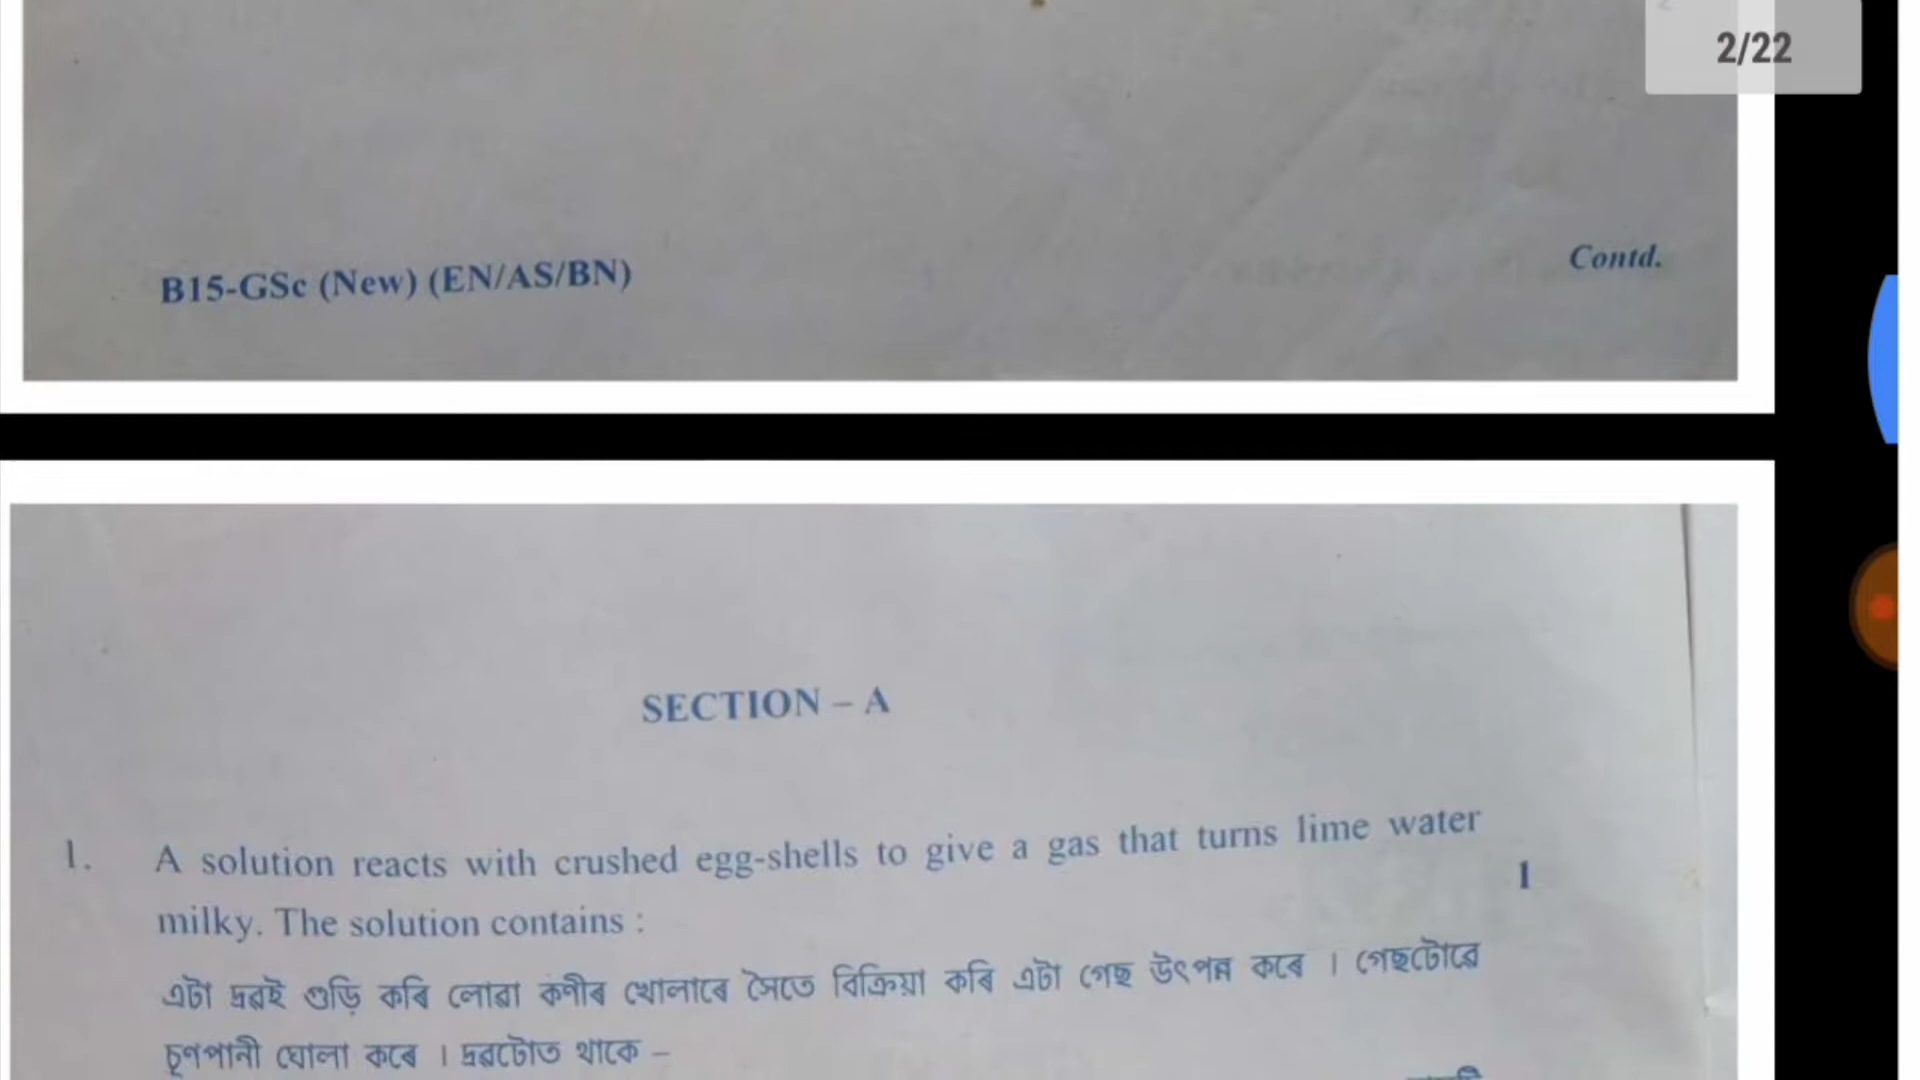 2/22
B15-GSc (New) (EN/AS/BN)
Contd.
SECTION – A
1. A solution reacts with crushed egg-shells to give a gas that turns lime water
milky. The solution contains : 1
এটা দ্ৰৱই গুড়ি কৰি লোৱা কণীৰ খোলাৰে সৈতে বিক্ৰিয়া কৰি এটা গেছ উৎপন্ন কৰে । গেছটোৱে
চূণপানী ঘোলা কৰে । দ্ৰৱটোত থাকে –